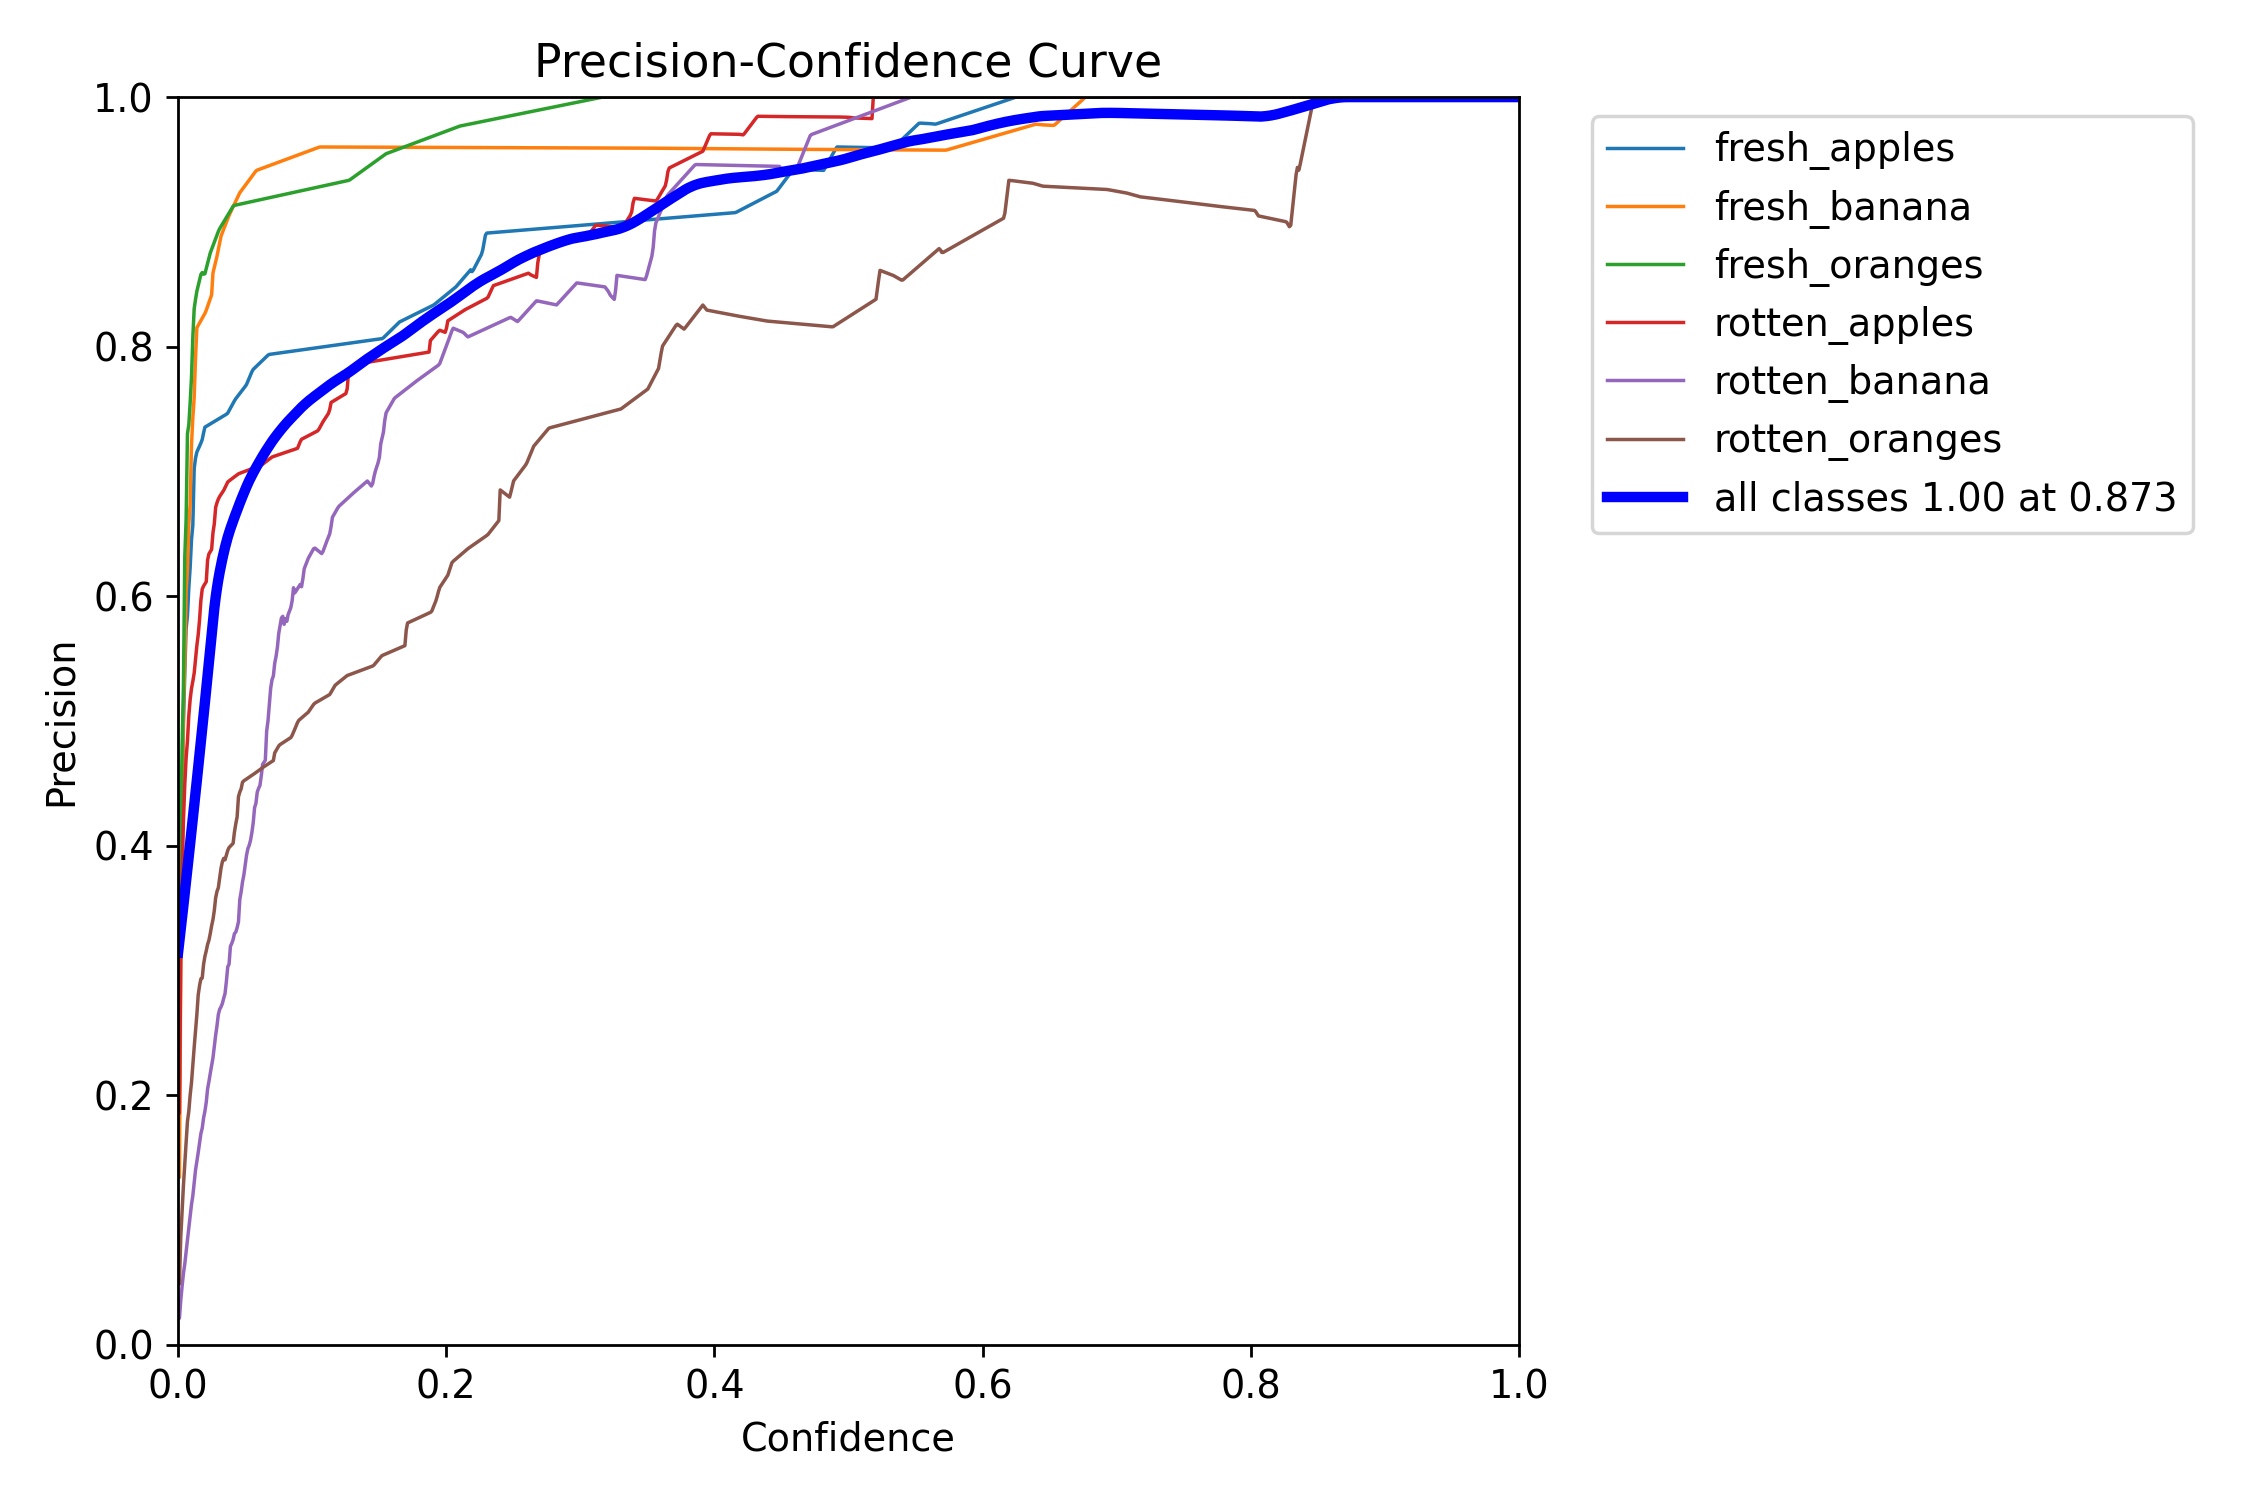 Precision-Confidence Curve
1.0
0.8
0.6
0.4
0.2
0.0
Precision
0.0 0.2 0.4 0.6 0.8 1.0
Confidence
fresh_apples
fresh_banana
fresh_oranges
rotten_apples
rotten_banana
rotten_oranges
all classes 1.00 at 0.873